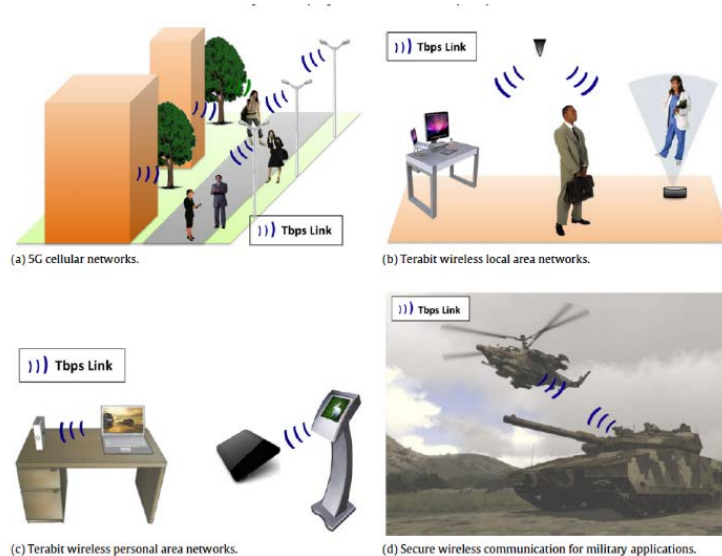 ))) Tbps Link
))) Tbps Link
(a) 5G cellular networks.
(b) Terabit wireless local area networks.
))) Tbps Link
))) Tbps Link
(c) Terabit wireless personal area networks.
(d) Secure wireless communication for military applications.